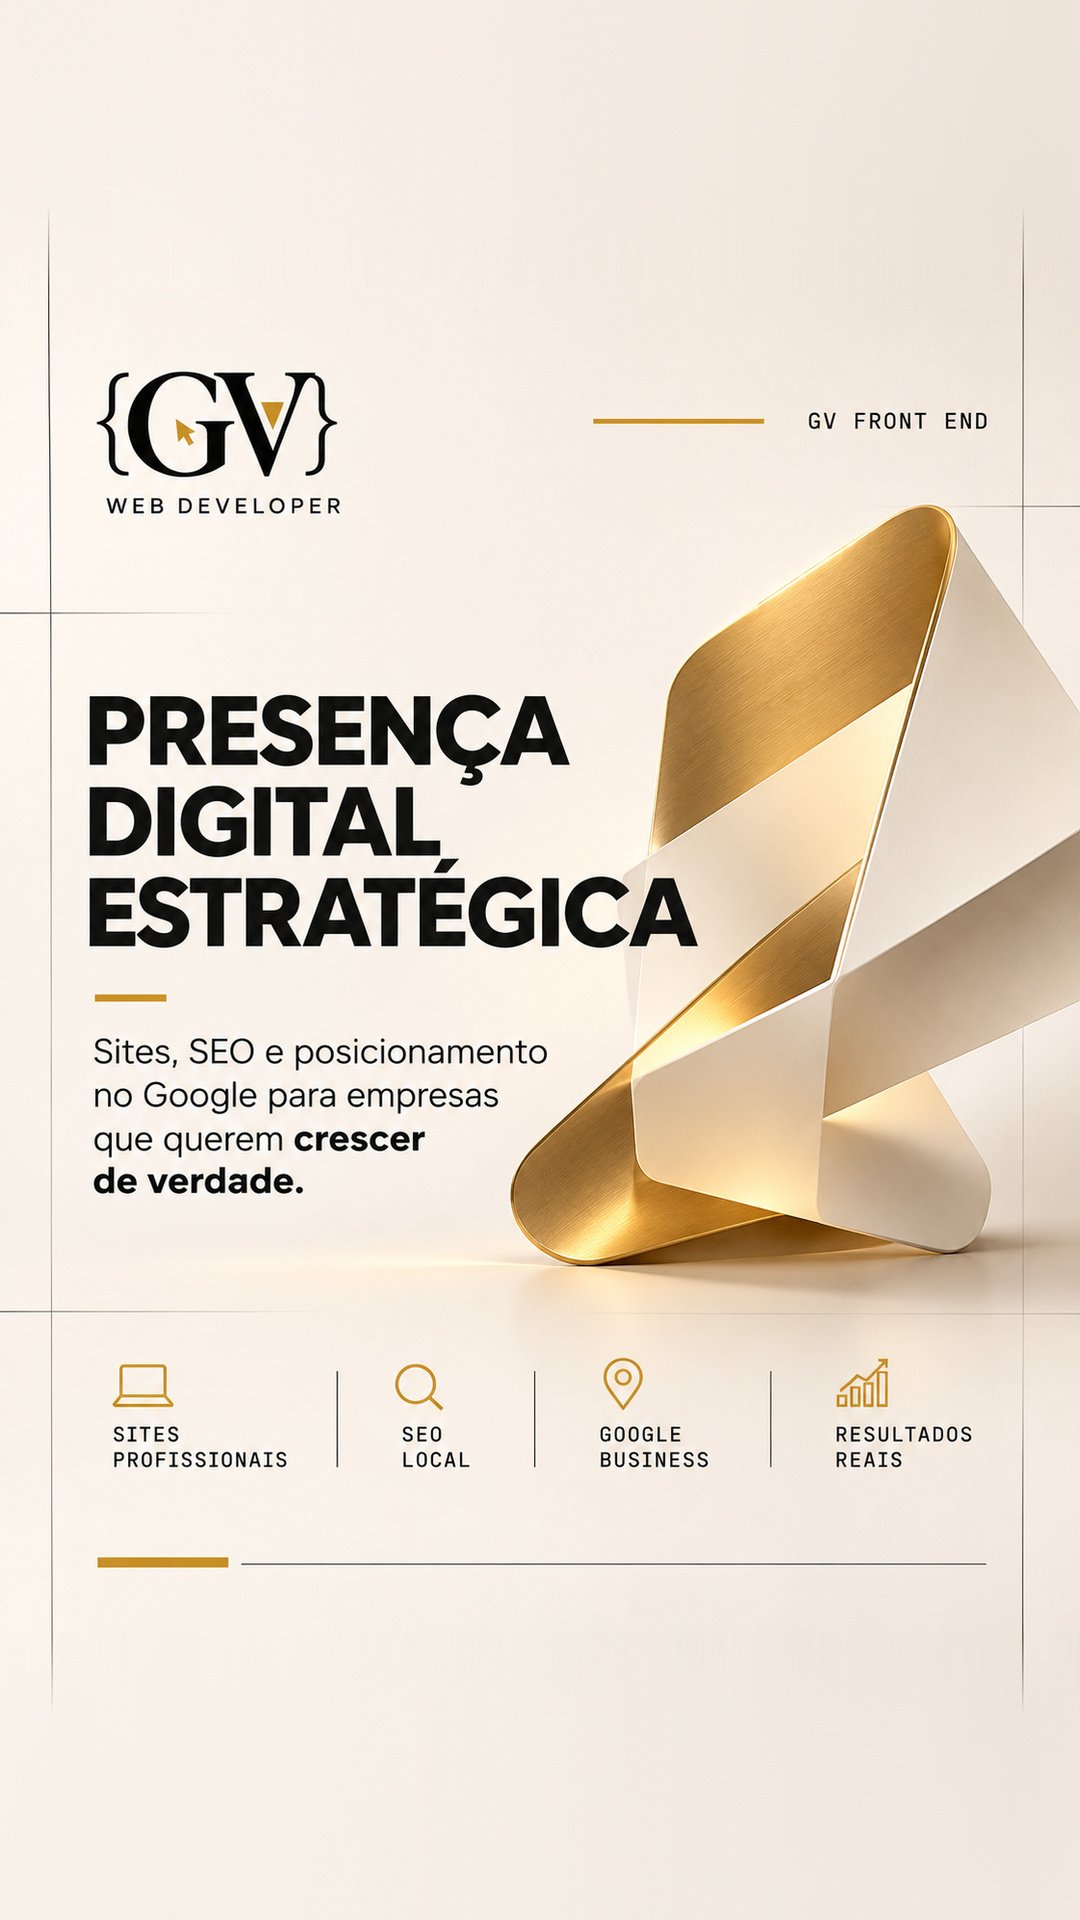 {GV}
WEB DEVELOPER
GV FRONT END
PRESENÇA
DIGITAL
ESTRATÉGICA
Sites, SEO e posicionamento
no Google para empresas
que querem crescer
de verdade.
SITES
PROFISSIONAIS
SEO
LOCAL
GOOGLE
BUSINESS
RESULTADOS
REAIS